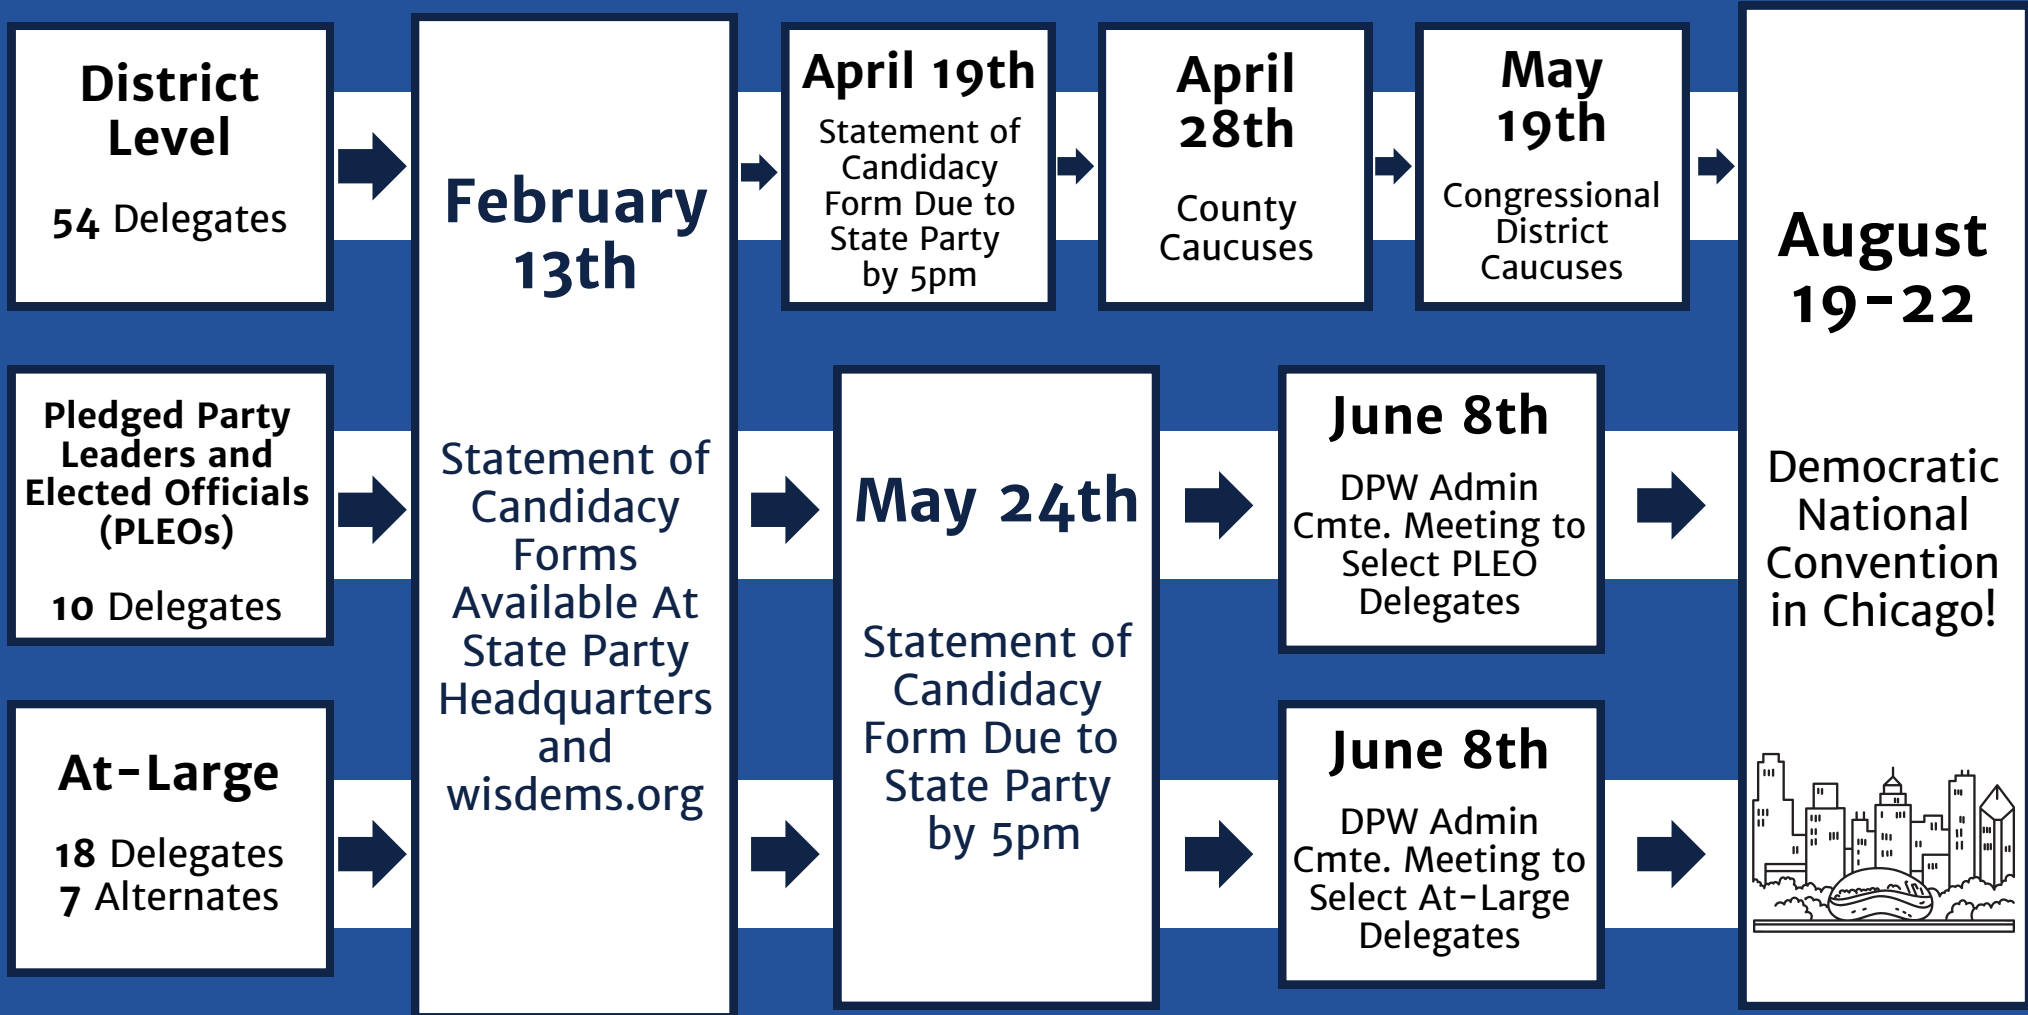 District
Level
54 Delegates
Pledged Party
Leaders and
Elected Officials
(PLEOs)
10 Delegates
At-Large
18 Delegates
7 Alternates
February
13th
Statement of
Candidacy
Forms
Available At
State Party
Headquarters
and
wisdems.org
April 19th
Statement of
Candidacy
Form Due to
State Party
by 5pm
April
28th
County
Caucuses
May
19th
Congressional
District
Caucuses
May 24th
Statement of
Candidacy
Form Due to
State Party
by 5pm
June 8th
DPW Admin
Cmte. Meeting to
Select PLEO
Delegates
June 8th
DPW Admin
Cmte. Meeting to
Select At-Large
Delegates
August
19-22
Democratic
National
Convention
in Chicago!